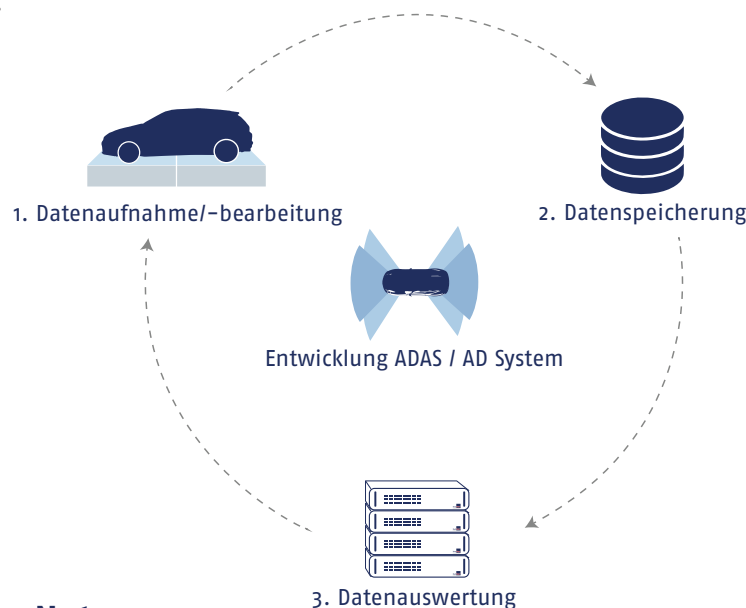 1. Datenaufnahme/-bearbeitung
2. Datenspeicherung
Entwicklung ADAS / AD System
3. Datenauswertung